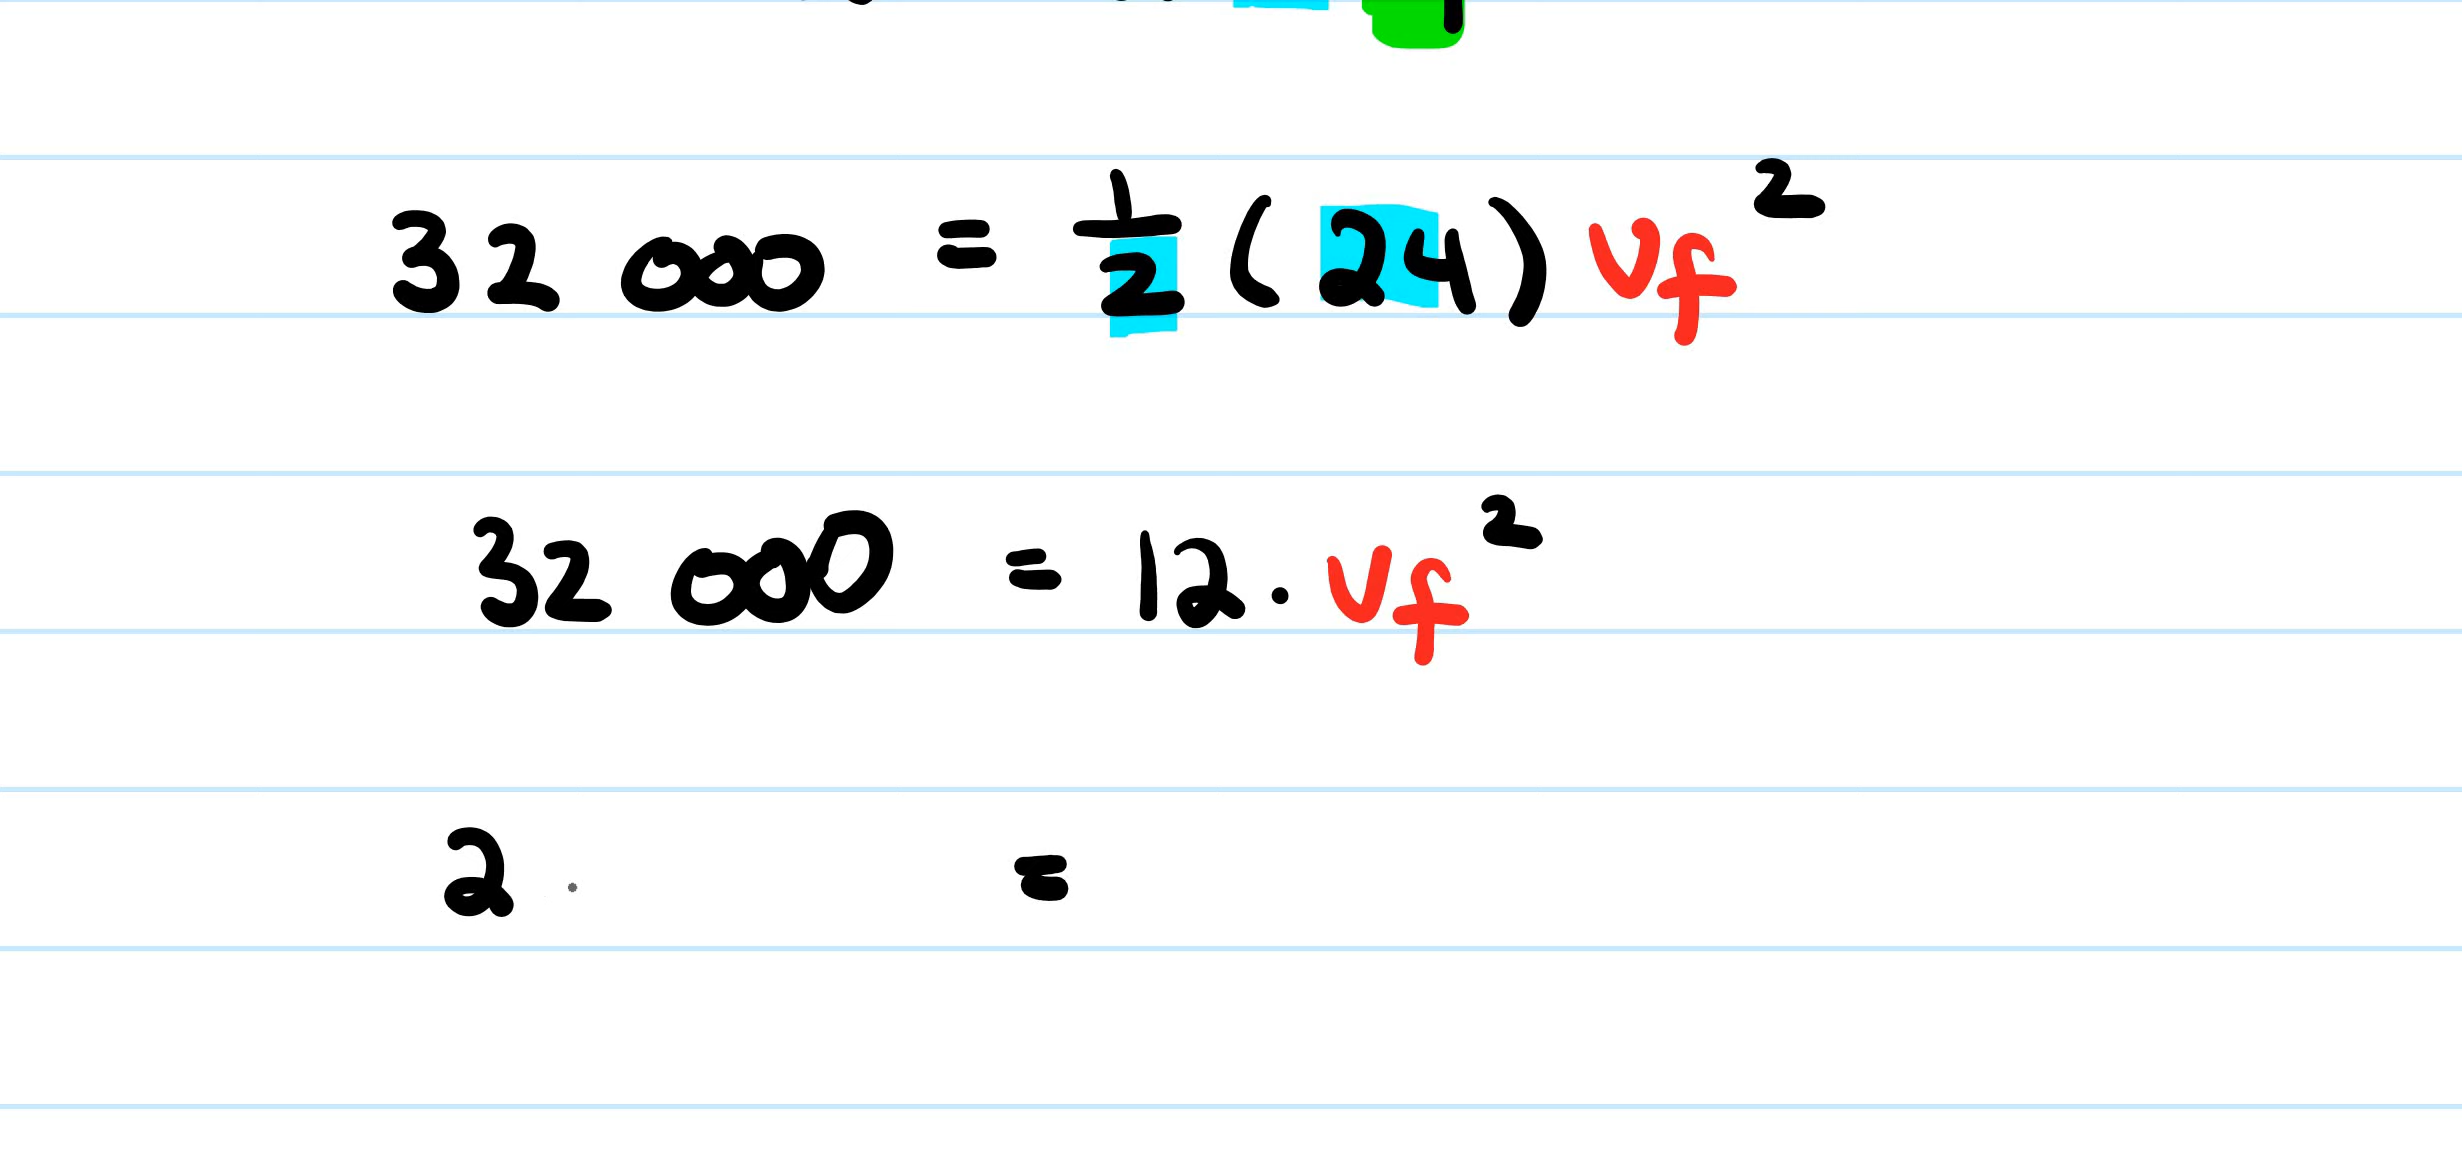 32 000 = 1/2 (24) vf²
32 000 = 12 · vf²
2 =